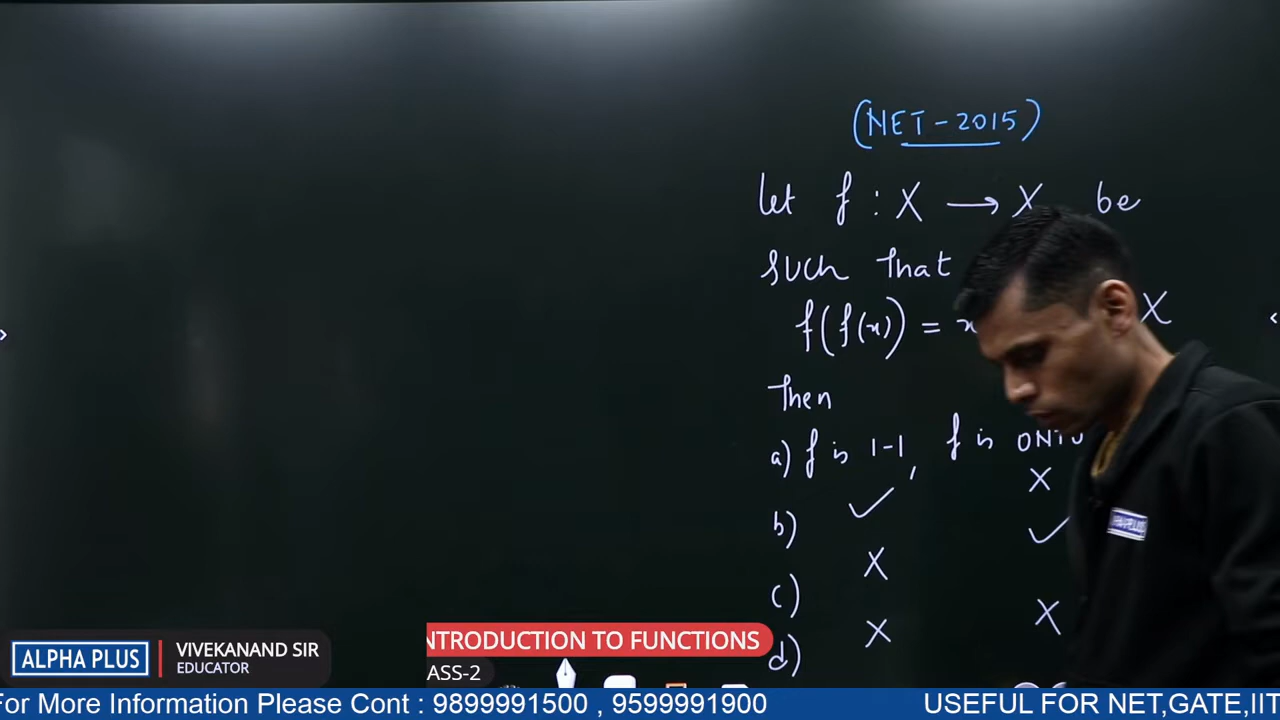 (NET-2015)
let f : X → X be
such that
f(f(x)) = x X
Then
a) f is 1-1, f is ONTO
✓ X
b) ✓
X
c) X
X
d)
ALPHA PLUS
VIVEKANAND SIR
EDUCATOR
NTRODUCTION TO FUNCTIONS
ASS-2
For More Information Please Cont : 9899991500 , 9599991900 USEFUL FOR NET,GATE,IIT